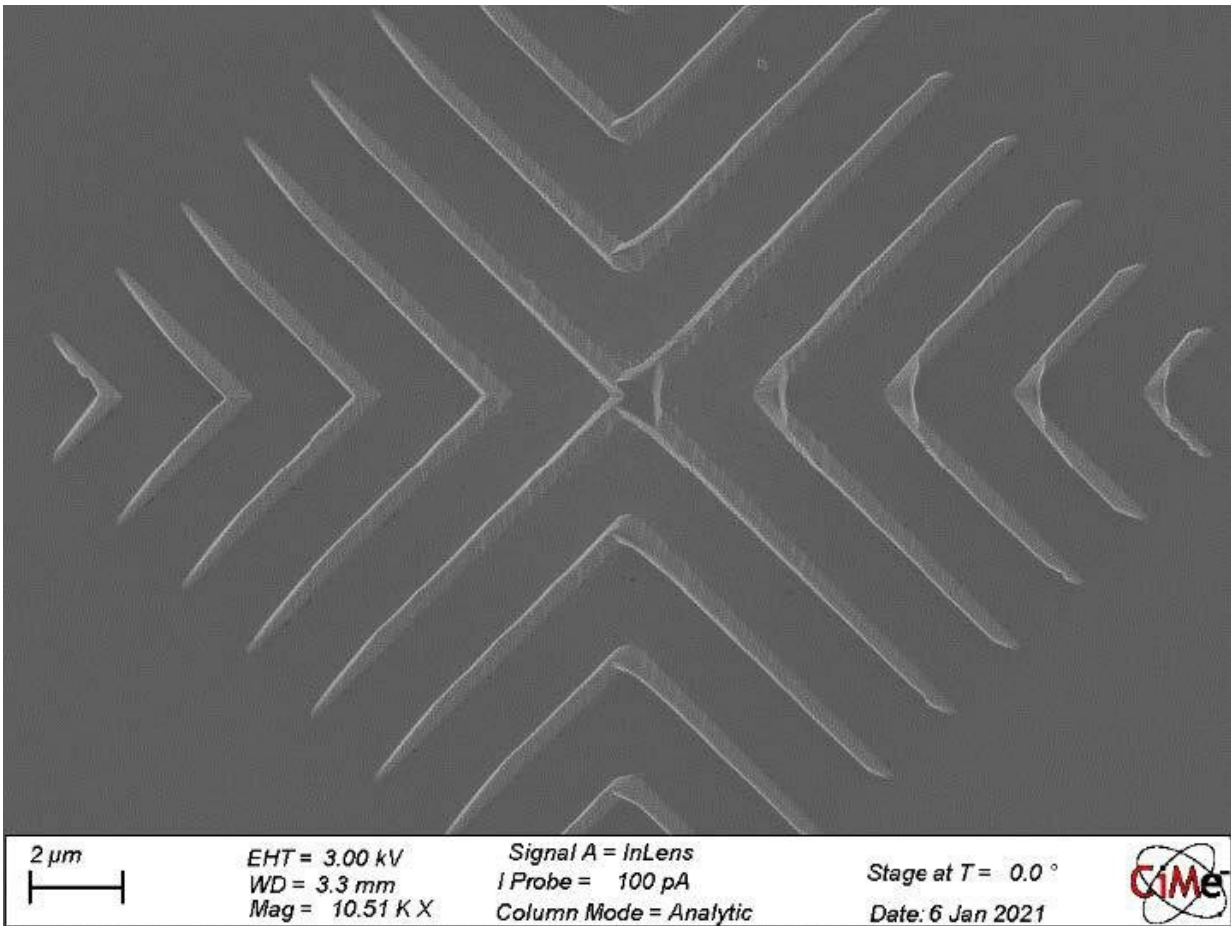 2 µm
EHT = 3.00 kV
WD = 3.3 mm
Mag = 10.51 K X
Signal A = InLens
I Probe = 100 pA
Column Mode = Analytic
Stage at T = 0.0 °
Date: 6 Jan 2021
CiMe